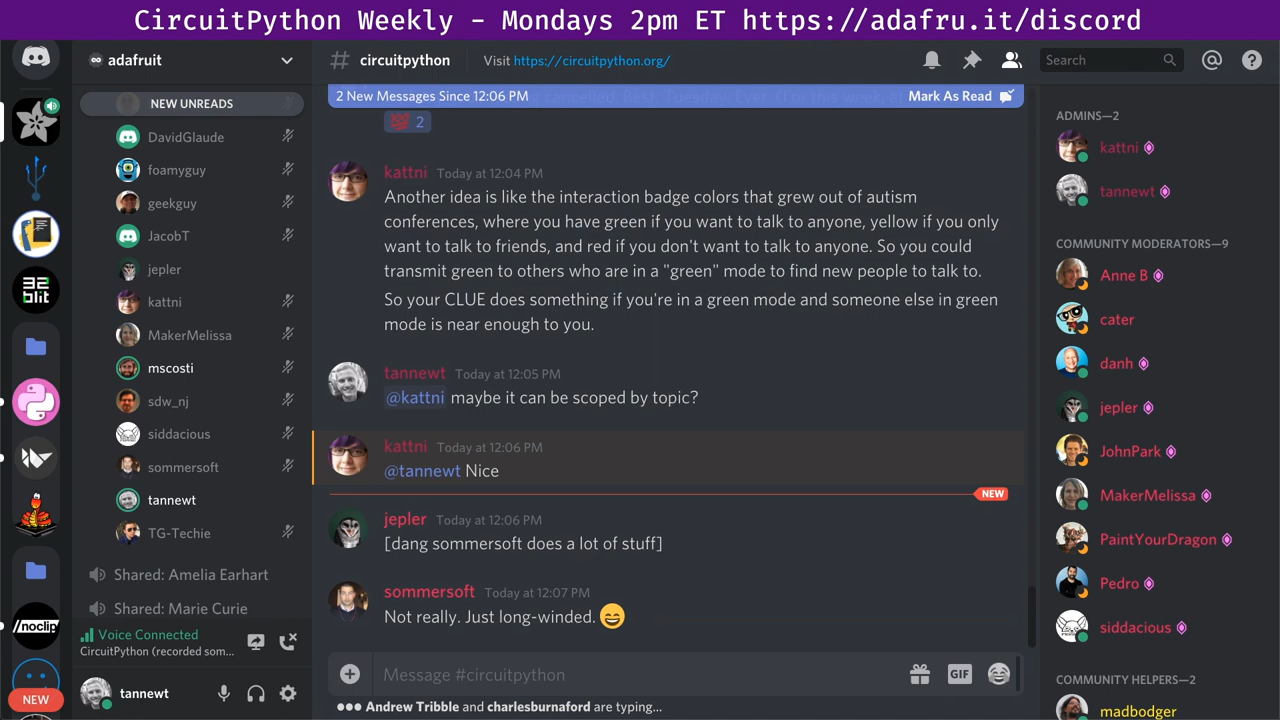 CircuitPython Weekly - Mondays 2pm ET https://adafru.it/discord
adafruit
NEW UNREADS
DavidGlaude
foamyguy
geekguy
JacobT
jepler
kattni
MakerMelissa
mscosti
sdw_nj
siddacious
sommersoft
tannewt
TG-Techie
Shared: Amelia Earhart
Shared: Marie Curie
Voice Connected
CircuitPython (recorded som...
tannewt
32blit
/noclip
NEW
# circuitpython
Visit https://circuitpython.org/
Search
2 New Messages Since 12:06 PM
Mark As Read
💯 2
kattni Today at 12:04 PM
Another idea is like the interaction badge colors that grew out of autism
conferences, where you have green if you want to talk to anyone, yellow if you only
want to talk to friends, and red if you don't want to talk to anyone. So you could
transmit green to others who are in a "green" mode to find new people to talk to.
So your CLUE does something if you're in a green mode and someone else in green
mode is near enough to you.
tannewt Today at 12:05 PM
@kattni maybe it can be scoped by topic?
kattni Today at 12:06 PM
@tannewt Nice
NEW
jepler Today at 12:06 PM
[dang sommersoft does a lot of stuff]
sommersoft Today at 12:07 PM
Not really. Just long-winded. 😄
Message #circuitpython
GIF
Andrew Tribble and charlesburnaford are typing...
ADMINS—2
kattni
tannewt
COMMUNITY MODERATORS—9
Anne B
cater
danh
jepler
JohnPark
MakerMelissa
PaintYourDragon
Pedro
siddacious
COMMUNITY HELPERS—2
madbodger